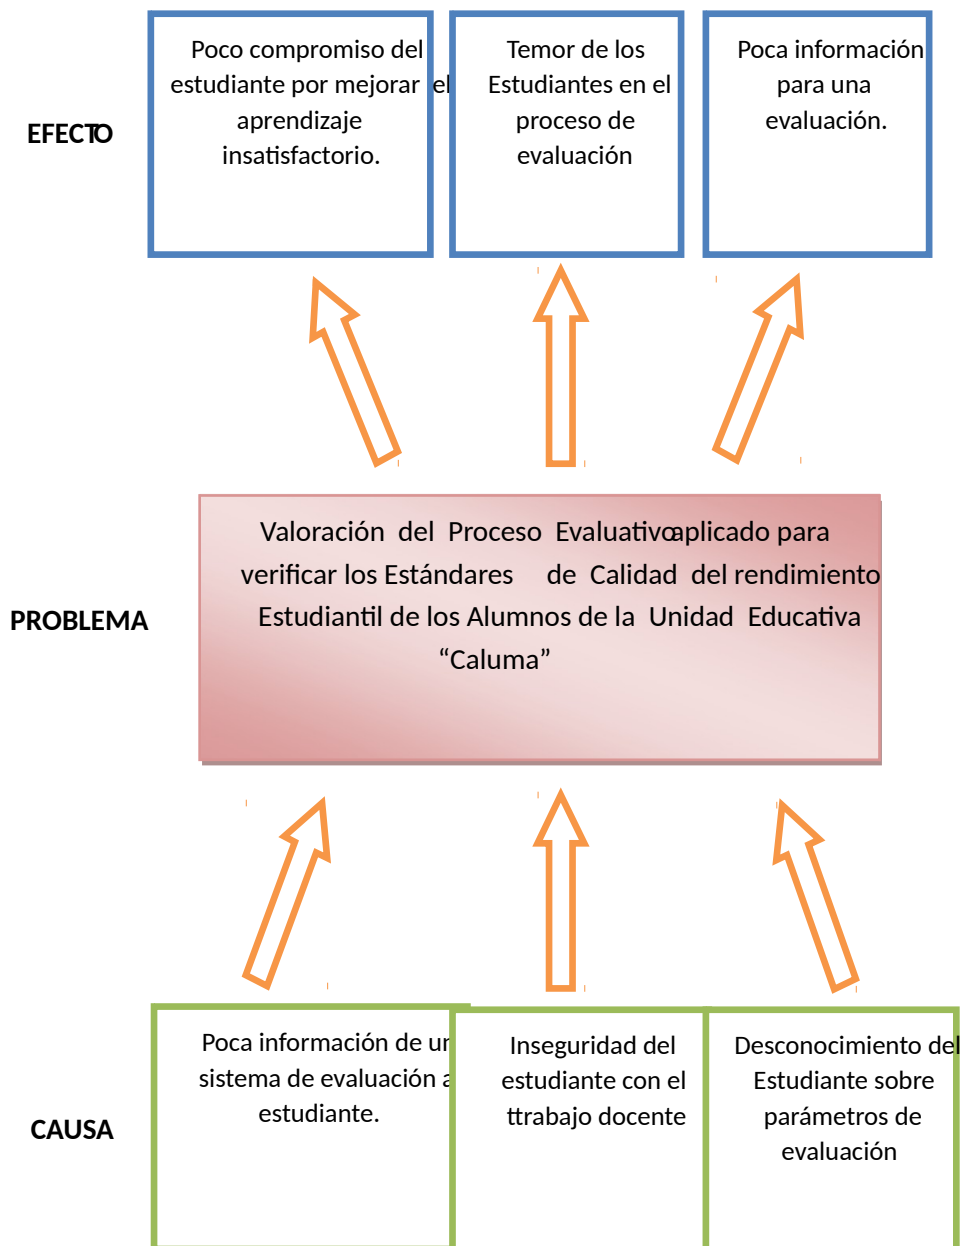 Poco compromiso del
estudiante por mejorar el
aprendizaje
insatisfactorio.
Temor de los
Estudiantes en el
proceso de
evaluación
Poca información
para una
evaluación.
EFECTO
Valoración del Proceso Evaluativo aplicado para
verificar los Estándares de Calidad del rendimiento
Estudiantil de los Alumnos de la Unidad Educativa
“Caluma”
PROBLEMA
Poca información de un
sistema de evaluación a
estudiante.
Inseguridad del
estudiante con el
ttrabajo docente
Desconocimiento del
Estudiante sobre
parámetros de
evaluación
CAUSA